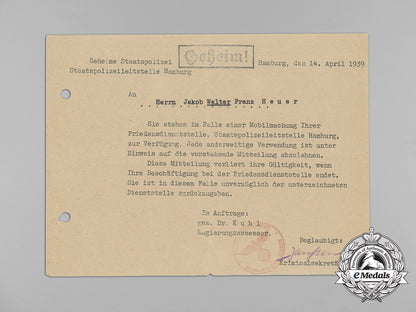 Geheime Staatspolizei
Geheim!
Hamburg, den 14. April 1939
Staatspolizeileitstelle Hamburg
An
Herrn Jakob Walter Franz Heuer
Sie stehen im Falle einer Mobilmachung Ihrer
Friedensdienststelle, Staatspolizeileitstelle Hamburg,
zur Verfügung. Jede anderweitige Verwendung ist unter
Hinweis auf die vorstehende Mitteilung abzulehnen.
Diese Mitteilung verliert ihre Gültigkeit, wenn
Ihre Beschäftigung bei der Friedensdienststelle endet.
Sie ist in diesem Falle unverzüglich der unterzeichneten
Dienststelle zurückzugeben.
Im Auftrage:
gez. Dr. Kuhl
Regierungsassessor.
Beglaubigt:
Kriminalsekret
eMedals